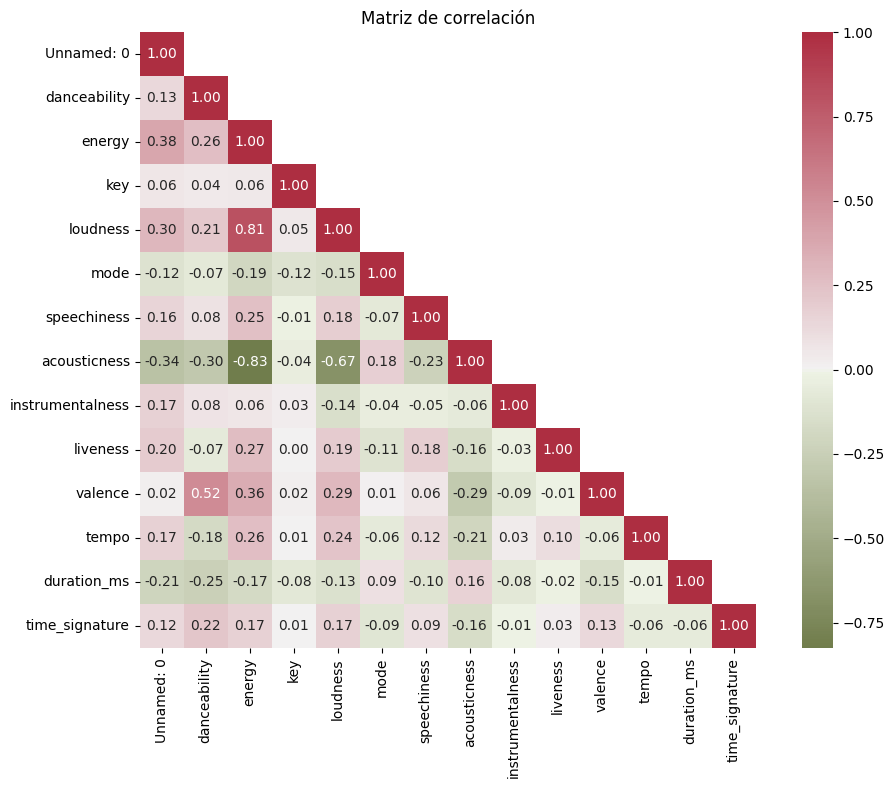 Matriz de correlación
Unnamed: 0 1.00
danceability 0.13 1.00
energy 0.38 0.26 1.00
key 0.06 0.04 0.06 1.00
loudness 0.30 0.21 0.81 0.05 1.00
mode -0.12 -0.07 -0.19 -0.12 -0.15 1.00
speechiness 0.16 0.08 0.25 -0.01 0.18 -0.07 1.00
acousticness -0.34 -0.30 -0.83 -0.04 -0.67 0.18 -0.23 1.00
instrumentalness 0.17 0.08 0.06 0.03 -0.14 -0.04 -0.05 -0.06 1.00
liveness 0.20 -0.07 0.27 0.00 0.19 -0.11 0.18 -0.16 -0.03 1.00
valence 0.02 0.52 0.36 0.02 0.29 0.01 0.06 -0.29 -0.09 -0.01 1.00
tempo 0.17 -0.18 0.26 0.01 0.24 -0.06 0.12 -0.21 0.03 0.10 -0.06 1.00
duration_ms -0.21 -0.25 -0.17 -0.08 -0.13 0.09 -0.10 0.16 -0.08 -0.02 -0.15 -0.01 1.00
time_signature 0.12 0.22 0.17 0.01 0.17 -0.09 0.09 -0.16 -0.01 0.03 0.13 -0.06 -0.06 1.00
Unnamed: 0
danceability
energy
key
loudness
mode
speechiness
acousticness
instrumentalness
liveness
valence
tempo
duration_ms
time_signature
1.00
0.75
0.50
0.25
0.00
−0.25
−0.50
−0.75